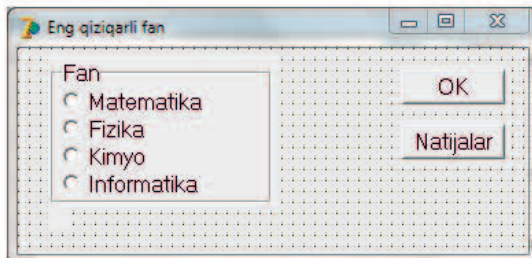 Eng qiziqarli fan
Fan
Matematika
Fizika
Kimyo
Informatika
OK
Natijalar